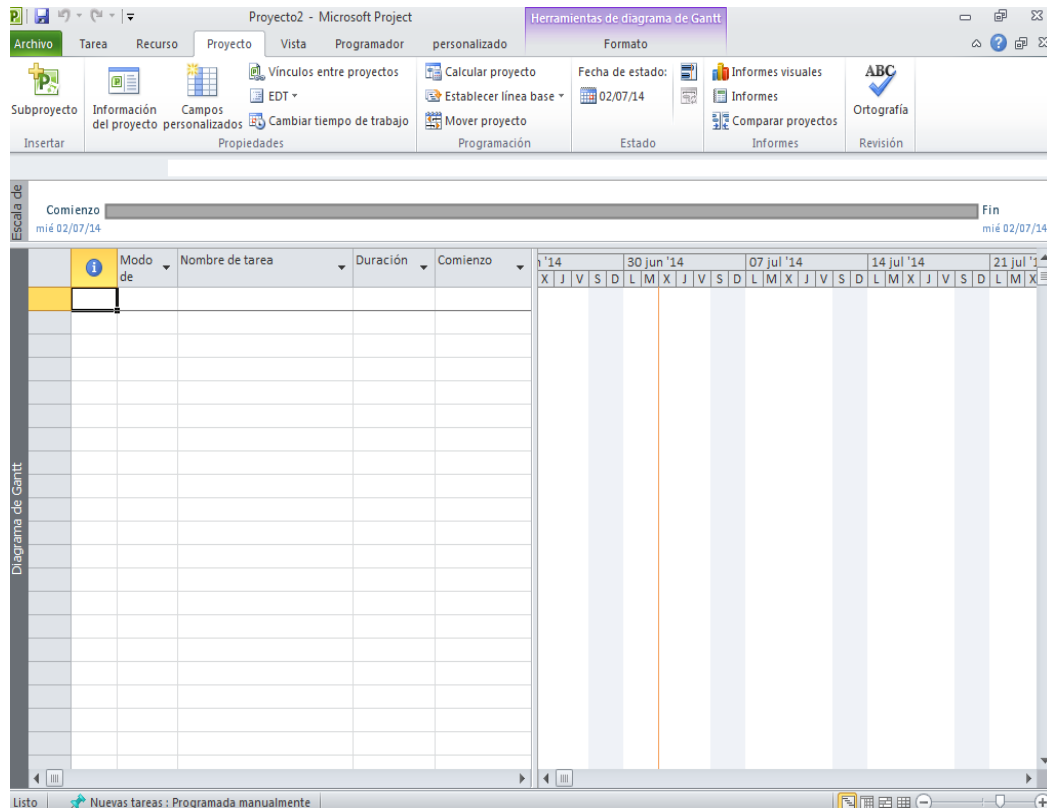 Proyecto2 - Microsoft Project
Herramientas de diagrama de Gantt
Archivo Tarea Recurso Proyecto Vista Programador personalizado Formato
Subproyecto
Insertar
Información del proyecto
Campos personalizados
Vínculos entre proyectos
EDT
Cambiar tiempo de trabajo
Propiedades
Calcular proyecto
Establecer línea base
Mover proyecto
Programación
Fecha de estado:
02/07/14
Estado
Informes visuales
Informes
Comparar proyectos
Informes
ABC
Ortografía
Revisión
Escala de
Comienzo
mié 02/07/14
Fin
mié 02/07/14
Modo de
Nombre de tarea
Duración
Comienzo
'14 30 jun '14 07 jul '14 14 jul '14 21 jul '1
X J V S D L M X J V S D L M X J V S D L M X J V S D L M X
Diagrama de Gantt
Listo Nuevas tareas : Programada manualmente